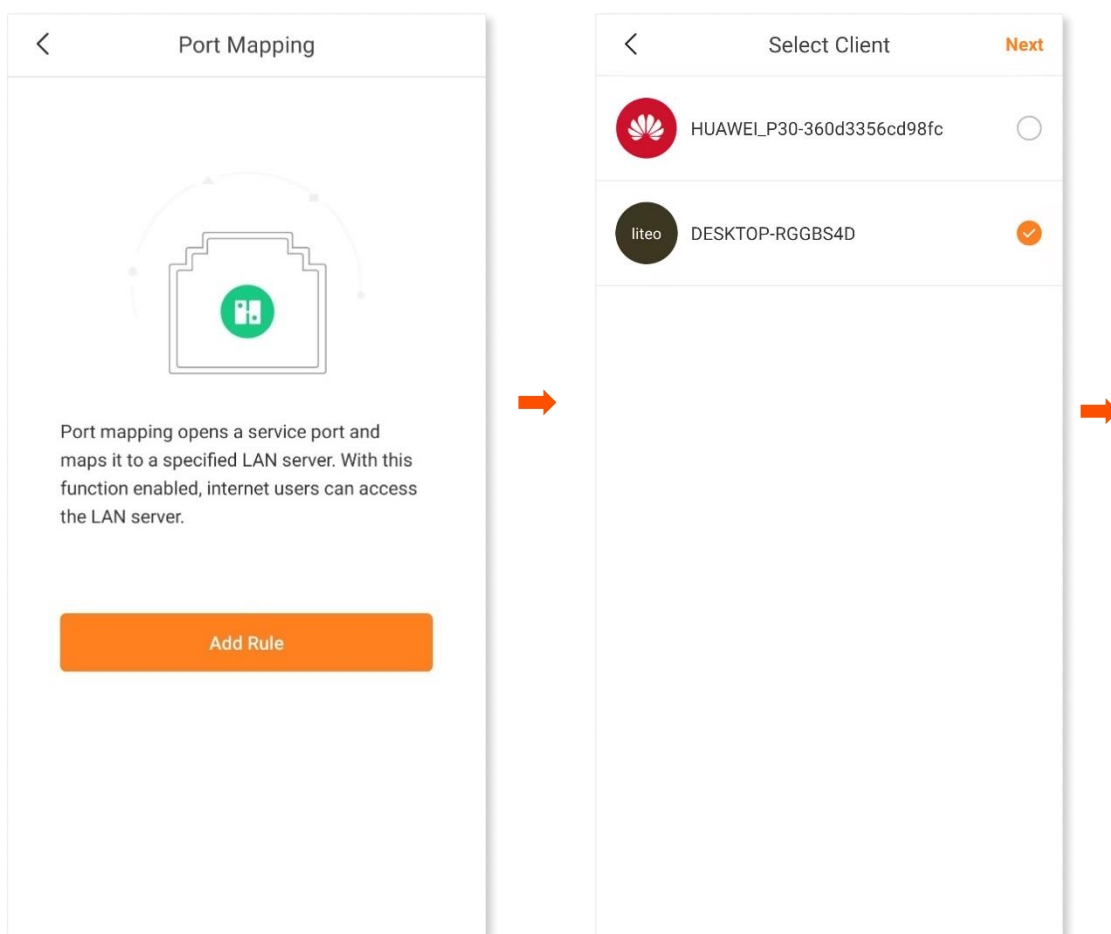 Port Mapping
Port mapping opens a service port and
maps it to a specified LAN server. With this
function enabled, internet users can access
the LAN server.
Add Rule
Select Client
Next
HUAWEI_P30-360d3356cd98fc
liteo
DESKTOP-RGGBS4D